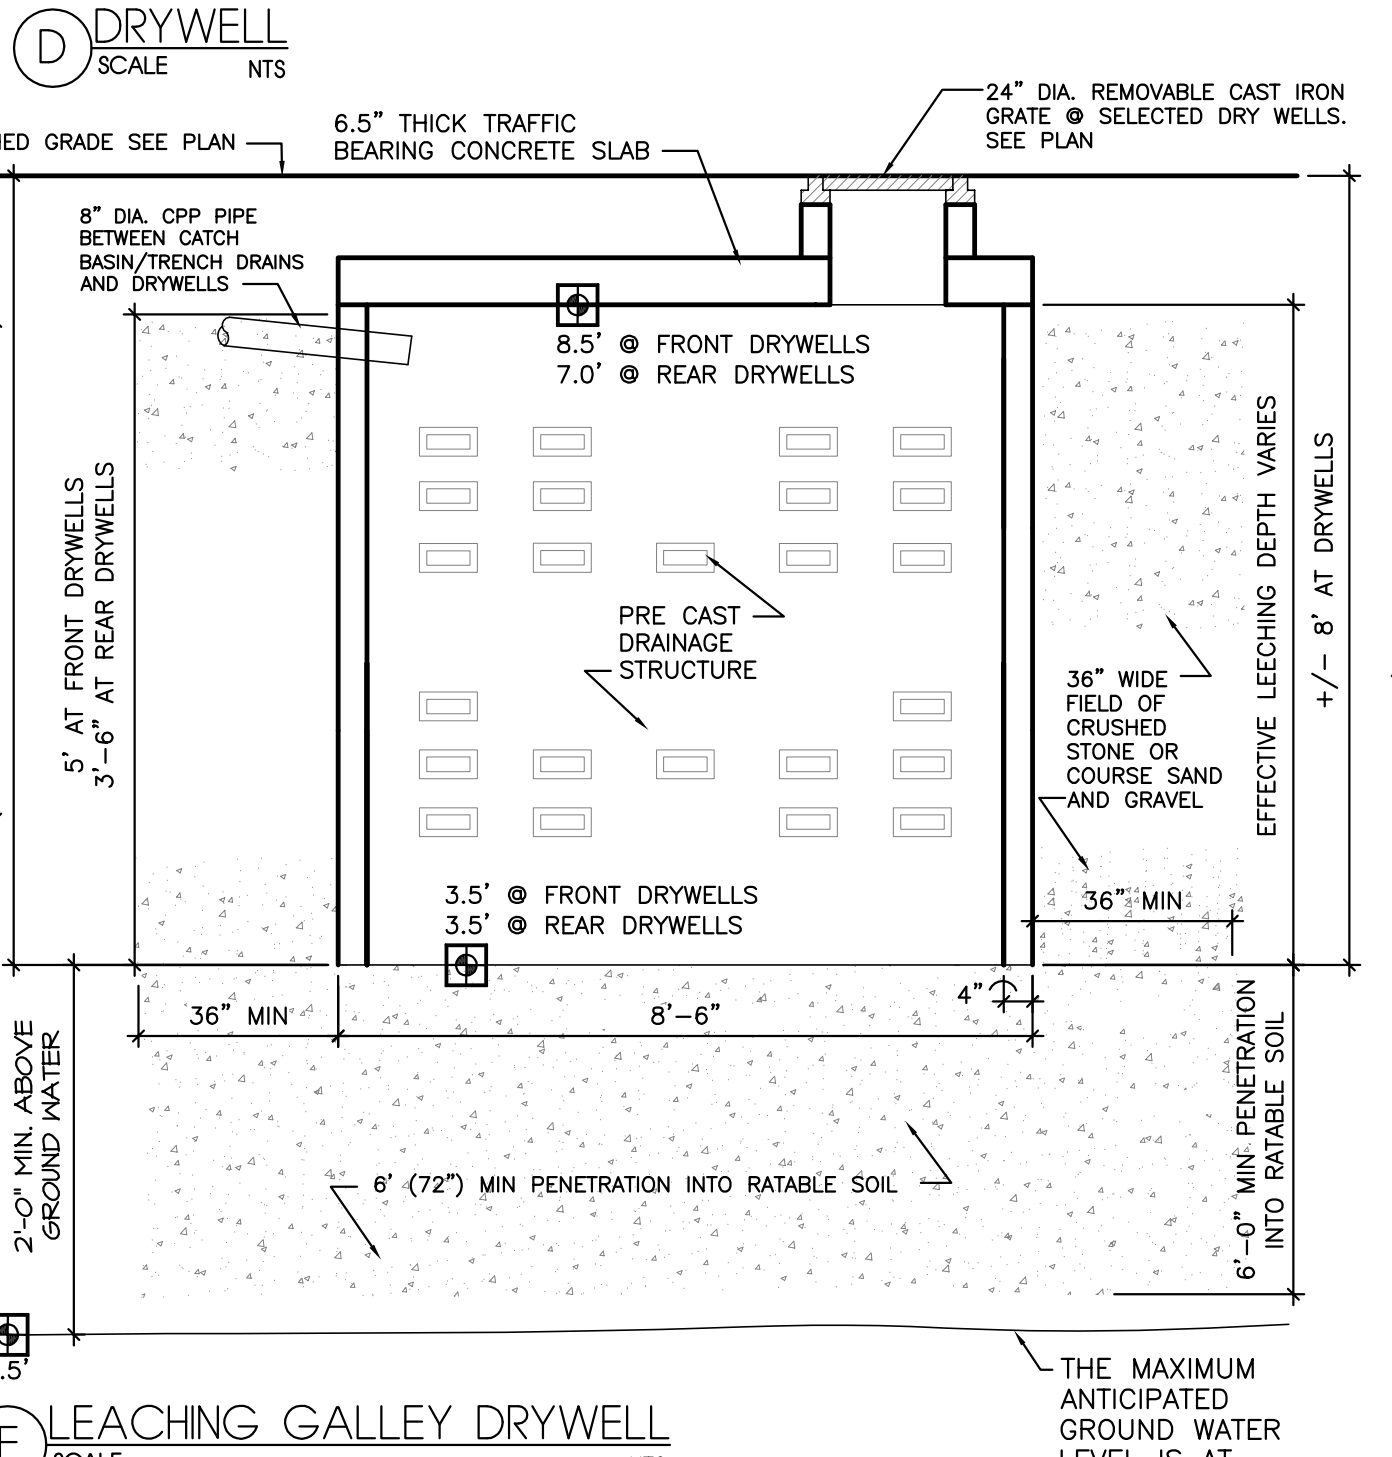 D
DRYWELL
SCALE NTS
GRADE SEE PLAN
6.5" THICK TRAFFIC
BEARING CONCRETE SLAB
24" DIA. REMOVABLE CAST IRON
GRATE @ SELECTED DRY WELLS.
SEE PLAN
8" DIA. CPP PIPE
BETWEEN CATCH
BASIN/TRENCH DRAINS
AND DRYWELLS
8.5' @ FRONT DRYWELLS
7.0' @ REAR DRYWELLS
5' AT FRONT DRYWELLS
3'-6" AT REAR DRYWELLS
PRE CAST
DRAINAGE
STRUCTURE
EFFECTIVE LEECHING DEPTH VARIES
+/- 8' AT DRYWELLS
36" WIDE
FIELD OF
CRUSHED
STONE OR
COURSE SAND
AND GRAVEL
36" MIN
3.5' @ FRONT DRYWELLS
3.5' @ REAR DRYWELLS
36" MIN
8'-6"
4"
2'-0" MIN. ABOVE
GROUND WATER
6' (72") MIN PENETRATION INTO RATABLE SOIL
6'-0" MIN PENETRATION
INTO RATABLE SOIL
.5'
THE MAXIMUM
ANTICIPATED
GROUND WATER
LEVEL IS AT
LEACHING GALLEY DRYWELL
SCALE NTS